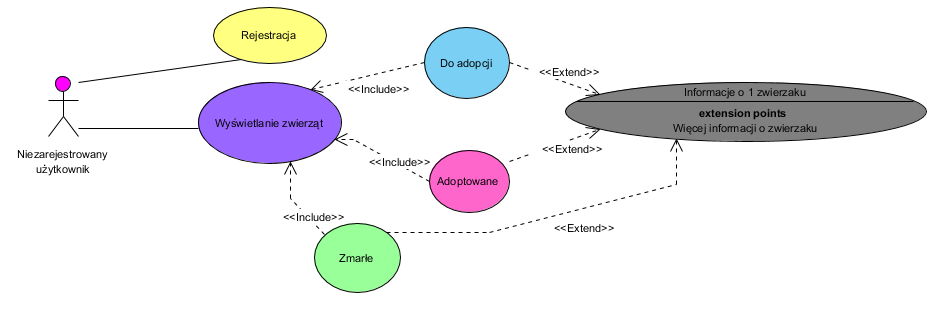 Rejestracja
Niezarejestrowany
użytkownik
Wyświetlanie zwierząt
<<Include>>
Do adopcji
<<Extend>>
Informacje o 1 zwierzaku
extension points
Więcej informacji o zwierzaku
<<Include>>
Adoptowane
<<Extend>>
<<Include>>
Zmarłe
<<Extend>>